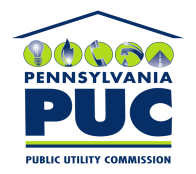 PENNSYLVANIA
PUC
PUBLIC UTILITY COMMISSION